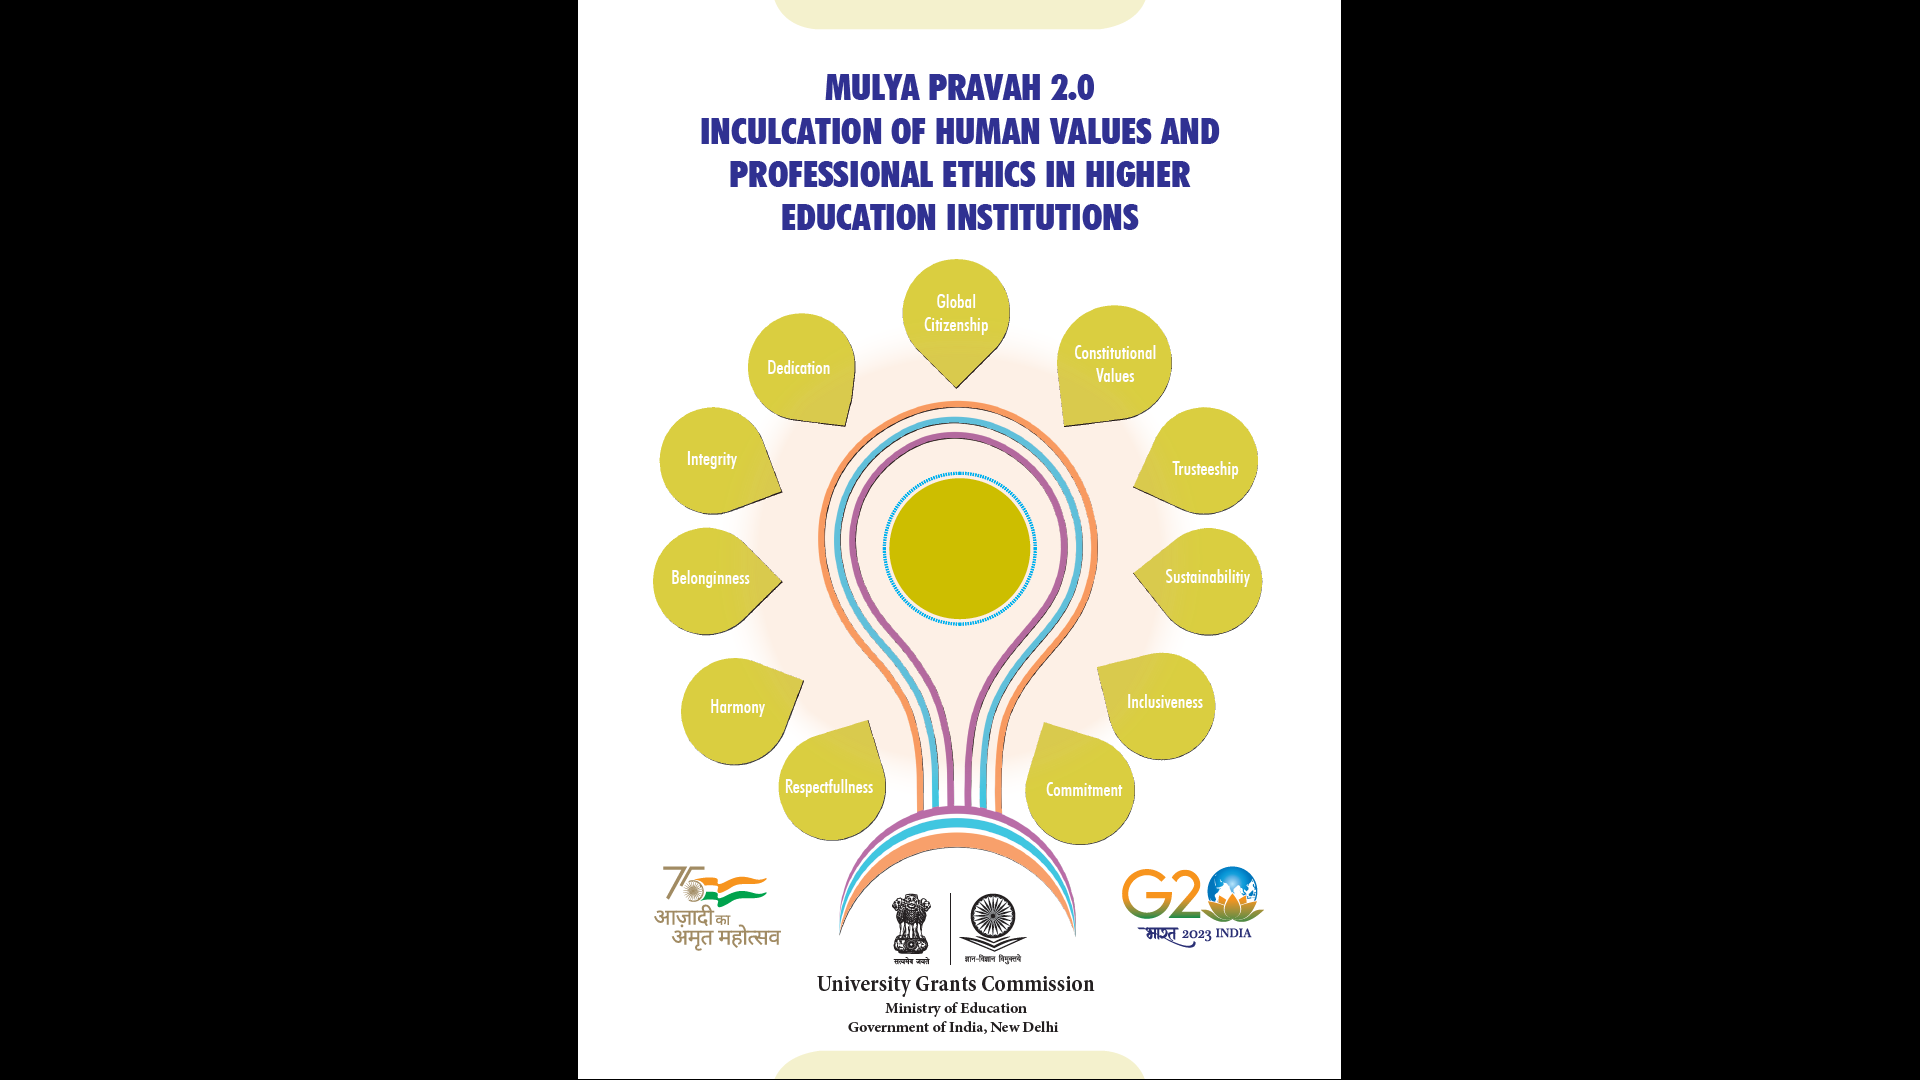 MULYA PRAVAH 2.0
INCULCATION OF HUMAN VALUES AND
PROFESSIONAL ETHICS IN HIGHER
EDUCATION INSTITUTIONS
Global
Citizenship
Constitutional
Values
Dedication
Integrity
Trusteeship
Belonginness
Sustainabilitiy
Harmony
Inclusiveness
Respectfullness
Commitment
75
आज़ादी का
अमृत महोत्सव
सत्यमेव जयते
ज्ञान-विज्ञान विमुक्तये
G20
भारत 2023 INDIA
University Grants Commission
Ministry of Education
Government of India, New Delhi